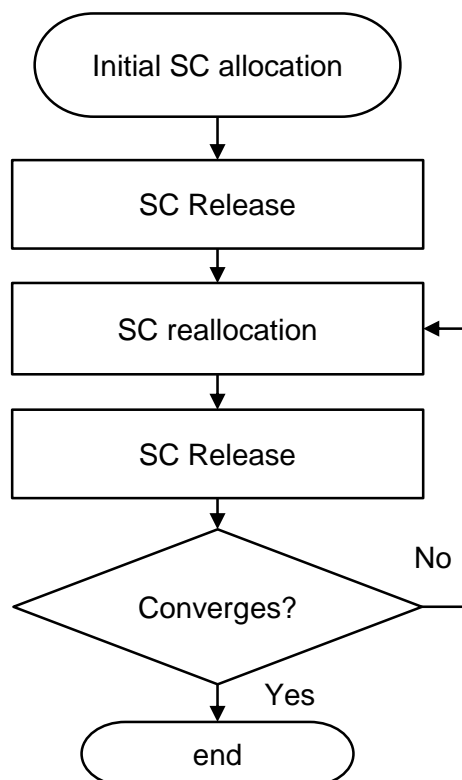 Initial SC allocation
SC Release
SC reallocation
SC Release
No
Converges?
Yes
end